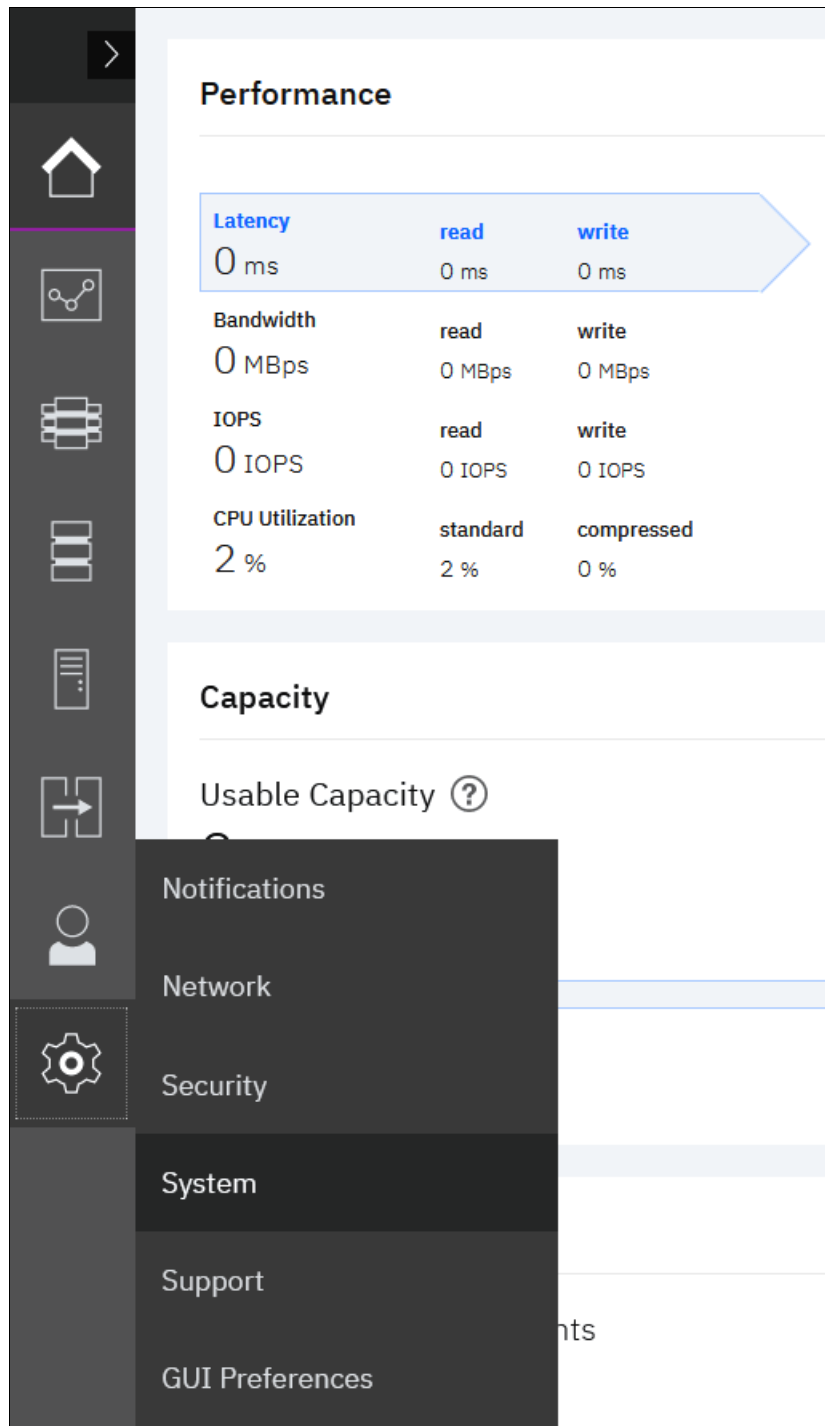 Performance
Latency read write
0 ms 0 ms 0 ms
Bandwidth read write
0 MBps 0 MBps 0 MBps
IOPS read write
0 IOPS 0 IOPS 0 IOPS
CPU Utilization standard compressed
2 % 2 % 0 %
Capacity
Usable Capacity ?
Notifications
Network
Security
System
Support
nts
GUI Preferences